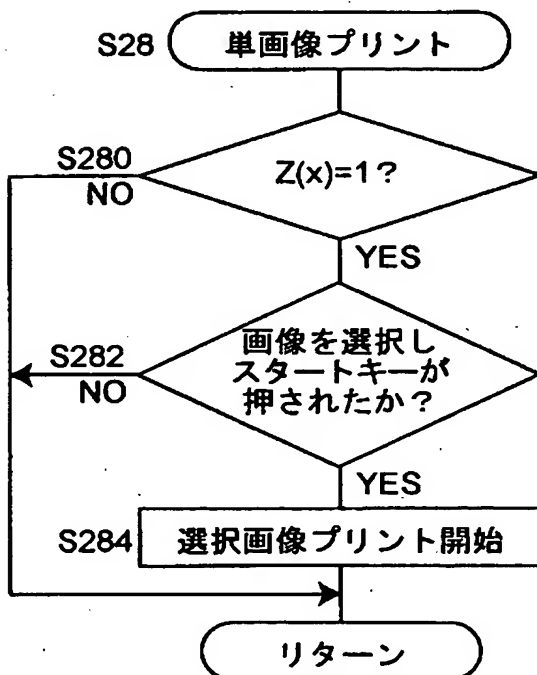 S28
単画像プリント
S280
NO
Z(x)=1?
YES
S282
NO
画像を選択し
スタートキーが
押されたか?
YES
S284
選択画像プリント開始
リターン